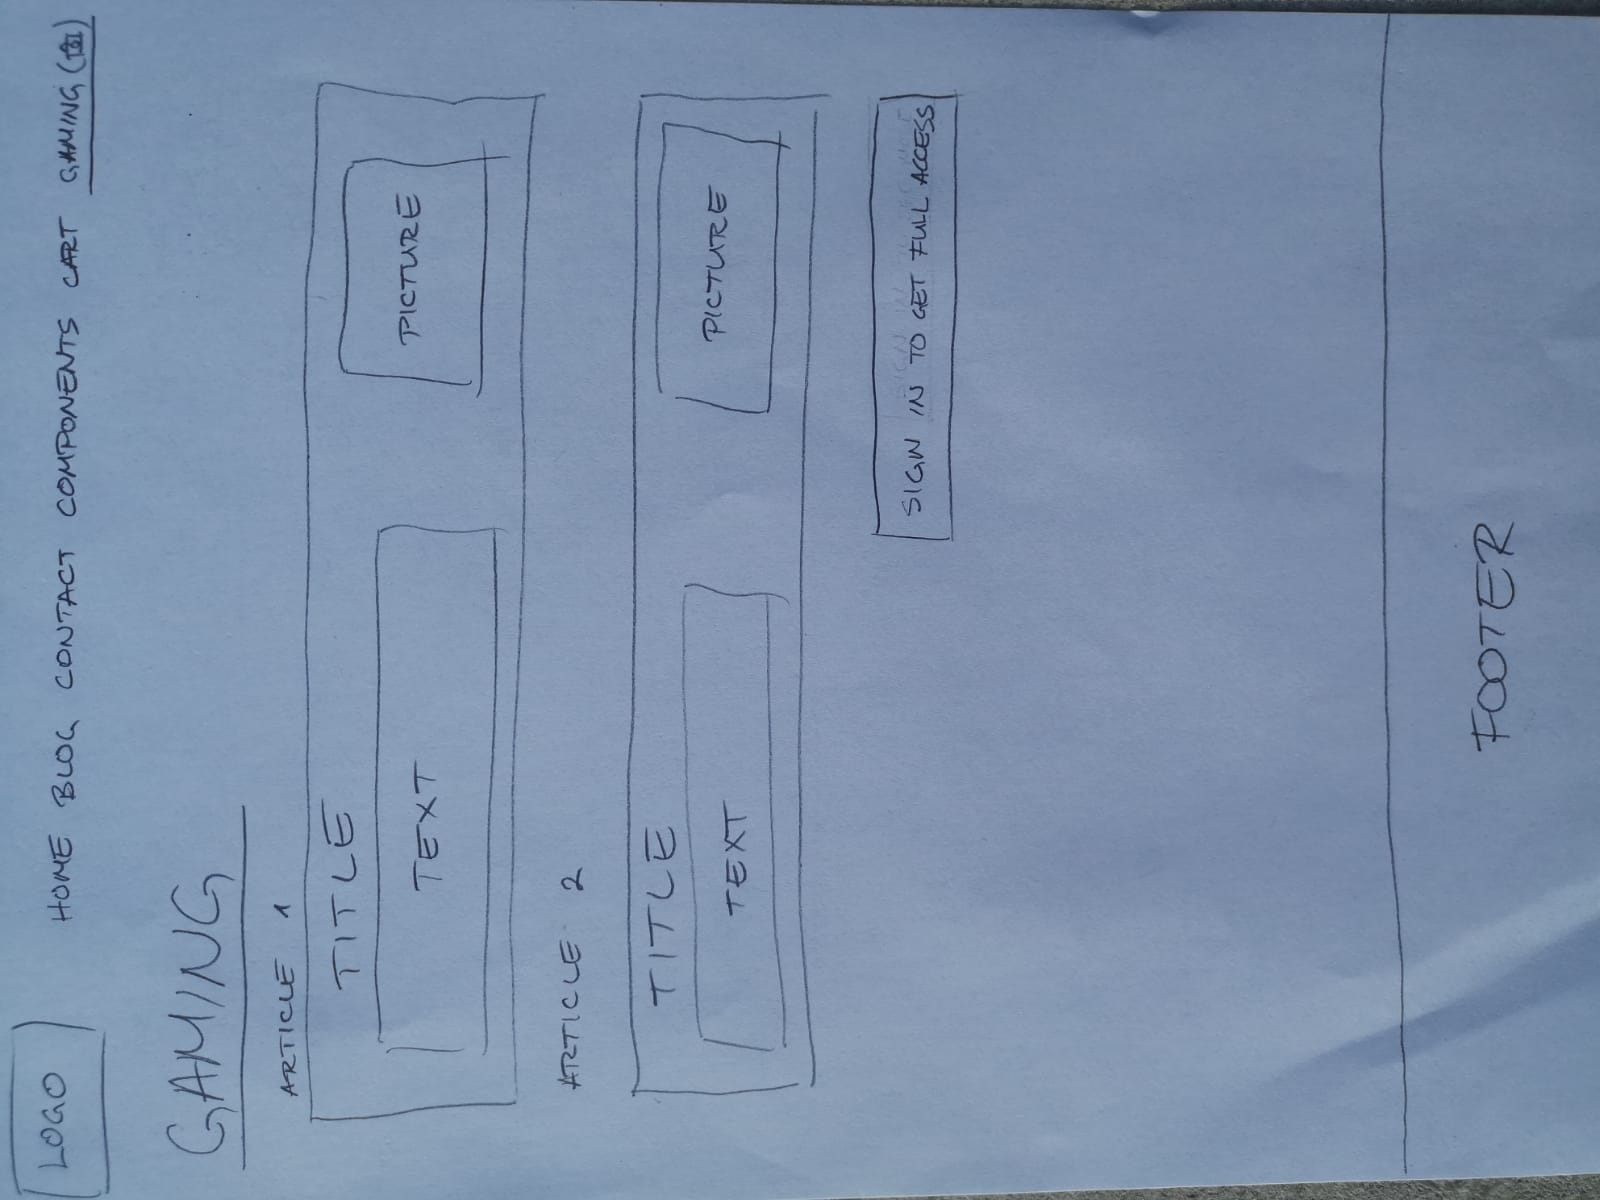 LOGO
HOME BLOG CONTACT COMPONENTS CART GAMING
GAMING
ARTICLE 1
TITLE
TEXT
PICTURE
ARTICLE 2
TITLE
TEXT
PICTURE
SIGN IN TO GET FULL ACCESS
FOOTER